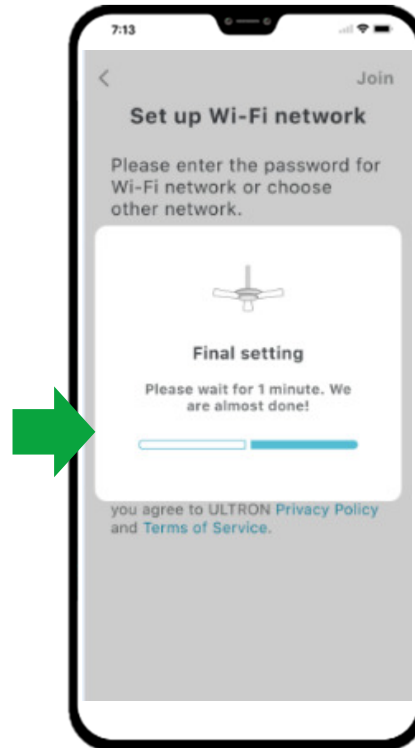 7:13
Join
Set up Wi-Fi network
Please enter the password for
Wi-Fi network or choose
other network.
Final setting
Please wait for 1 minute. We
are almost done!
you agree to ULTRON Privacy Policy
and Terms of Service.